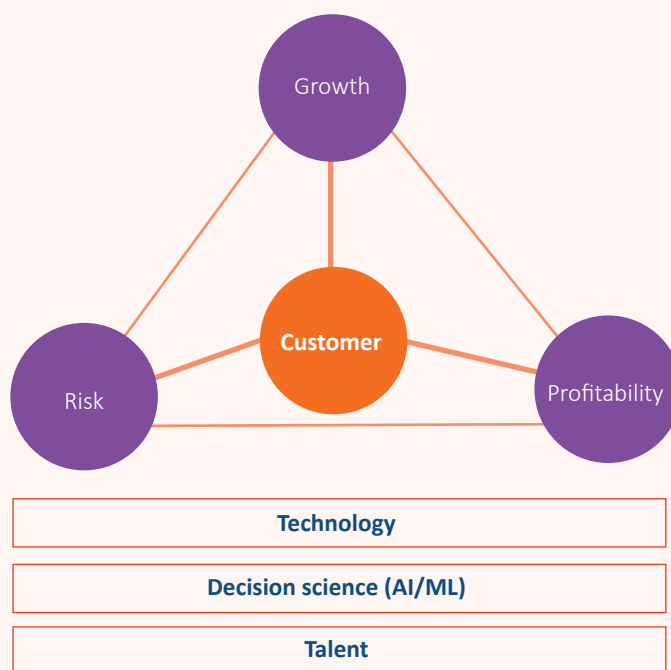 Growth
Customer
Risk
Profitability
Technology
Decision science (AI/ML)
Talent